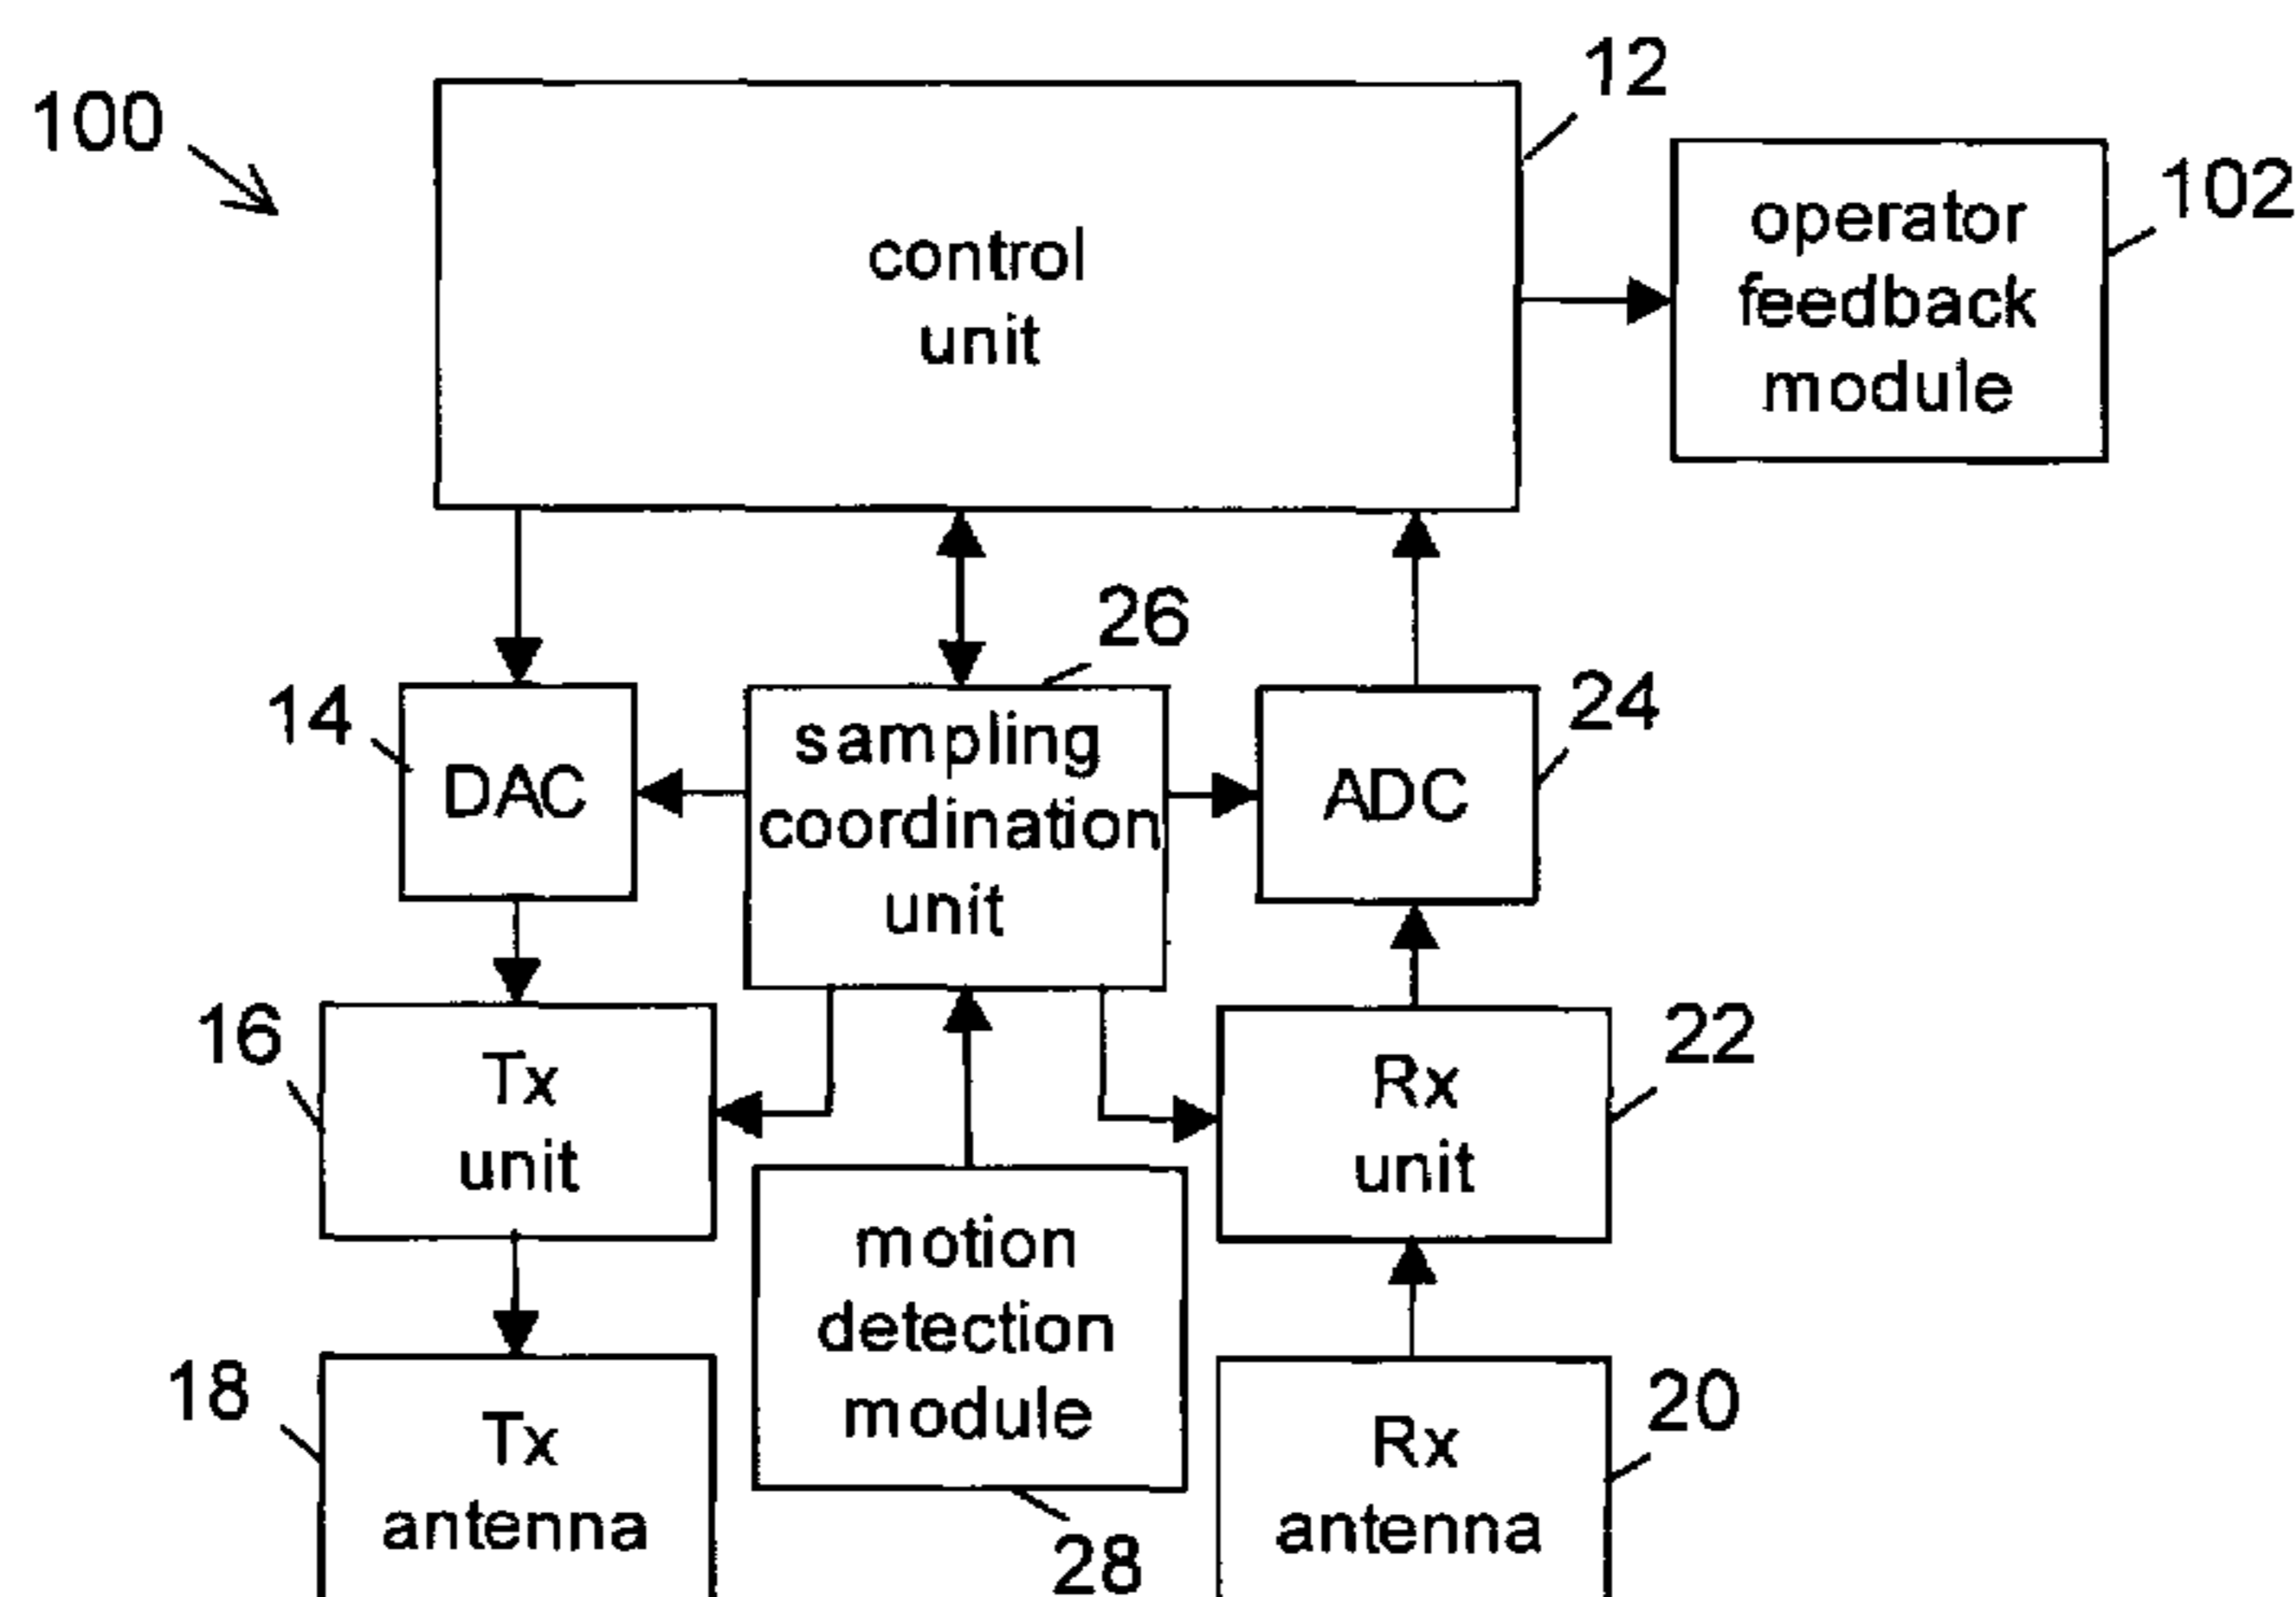 100
12
control
unit
operator
feedback
module
102
26
14
DAC
sampling
coordination
unit
ADC
24
16
Tx
unit
Rx
unit
22
motion
detection
module
28
18
Tx
antenna
Rx
antenna
20